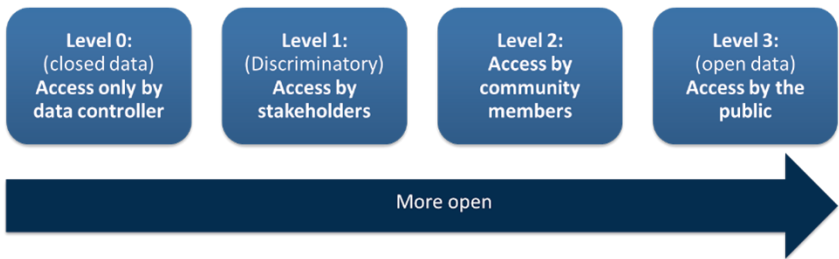 Level 0:
(closed data)
Access only by
data controller
Level 1:
(Discriminatory)
Access by
stakeholders
Level 2:
Access by
community
members
Level 3:
(open data)
Access by the
public
More open